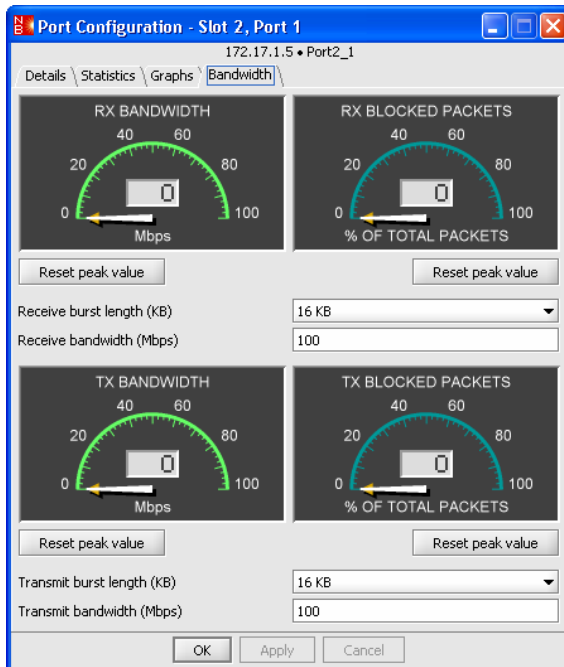 NB Port Configuration - Slot 2, Port 1
172.17.1.5 • Port2_1
Details Statistics Graphs Bandwidth
RX BANDWIDTH
0 20 40 60 80 100
0
Mbps
RX BLOCKED PACKETS
0 20 40 60 80 100
0
% OF TOTAL PACKETS
Reset peak value
Reset peak value
Receive burst length (KB) 16 KB
Receive bandwidth (Mbps) 100
TX BANDWIDTH
0 20 40 60 80 100
0
Mbps
TX BLOCKED PACKETS
0 20 40 60 80 100
0
% OF TOTAL PACKETS
Reset peak value
Reset peak value
Transmit burst length (KB) 16 KB
Transmit bandwidth (Mbps) 100
OK Apply Cancel